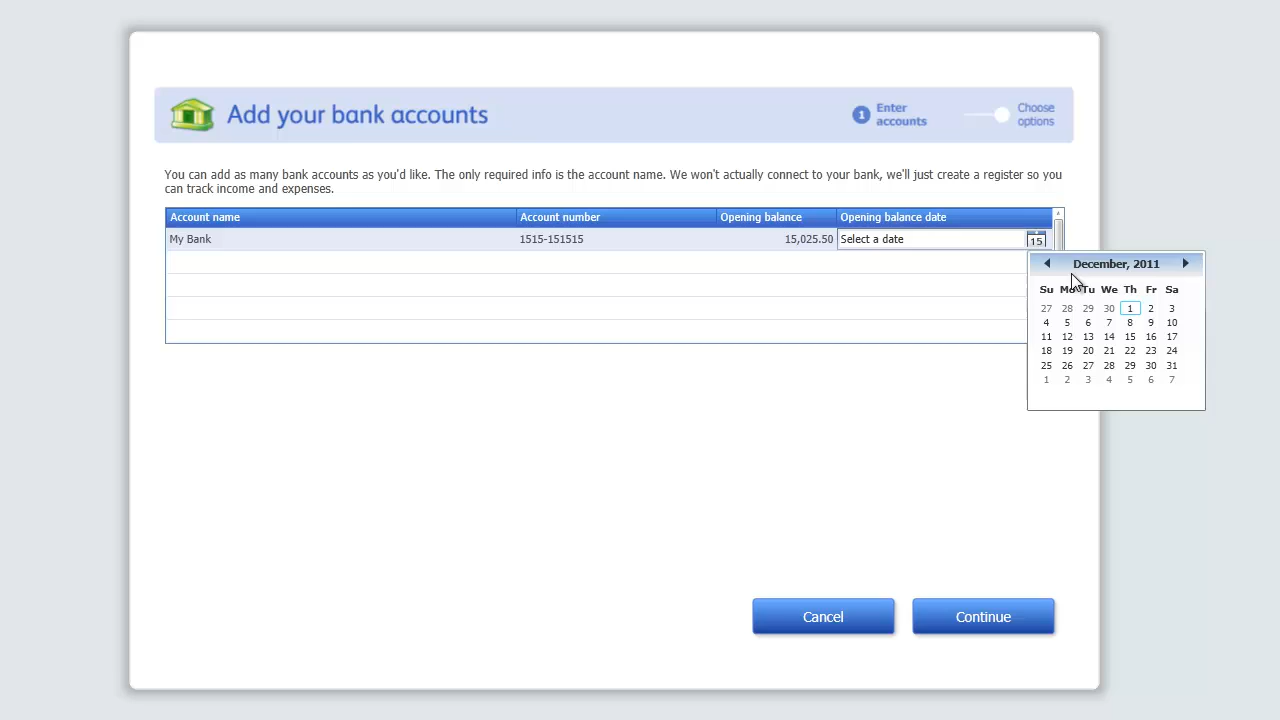 Add your bank accounts
1 Enter accounts
Choose options
You can add as many bank accounts as you'd like. The only required info is the account name. We won't actually connect to your bank, we'll just create a register so you
can track income and expenses.
Account name Account number Opening balance Opening balance date
My Bank 1515-151515 15,025.50 Select a date 15
December, 2011
Su Mo Tu We Th Fr Sa
27 28 29 30 1 2 3
4 5 6 7 8 9 10
11 12 13 14 15 16 17
18 19 20 21 22 23 24
25 26 27 28 29 30 31
1 2 3 4 5 6 7
Cancel Continue